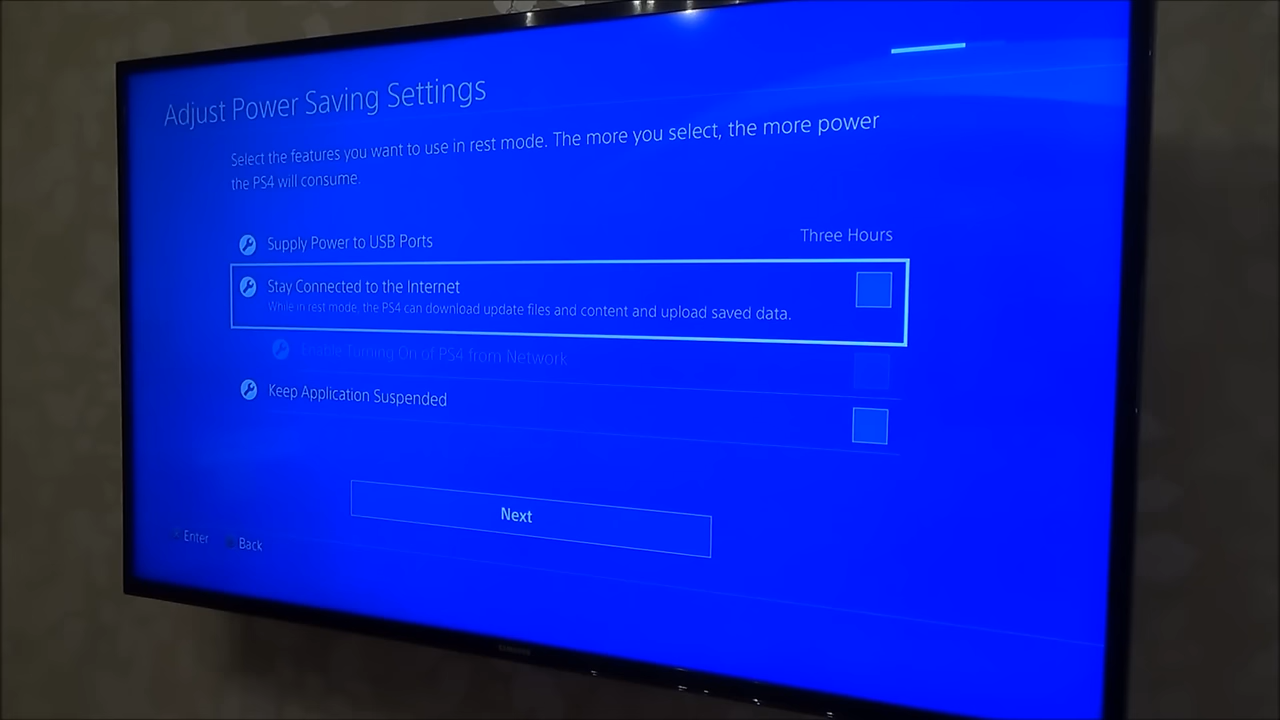 Adjust Power Saving Settings
Select the features you want to use in rest mode. The more you select, the more power
the PS4 will consume.
Supply Power to USB Ports Three Hours
Stay Connected to the Internet
While in rest mode, the PS4 can download update files and content and upload saved data.
Enable Turning On of PS4 from Network
Keep Application Suspended
Next
Enter Back
SAMSUNG